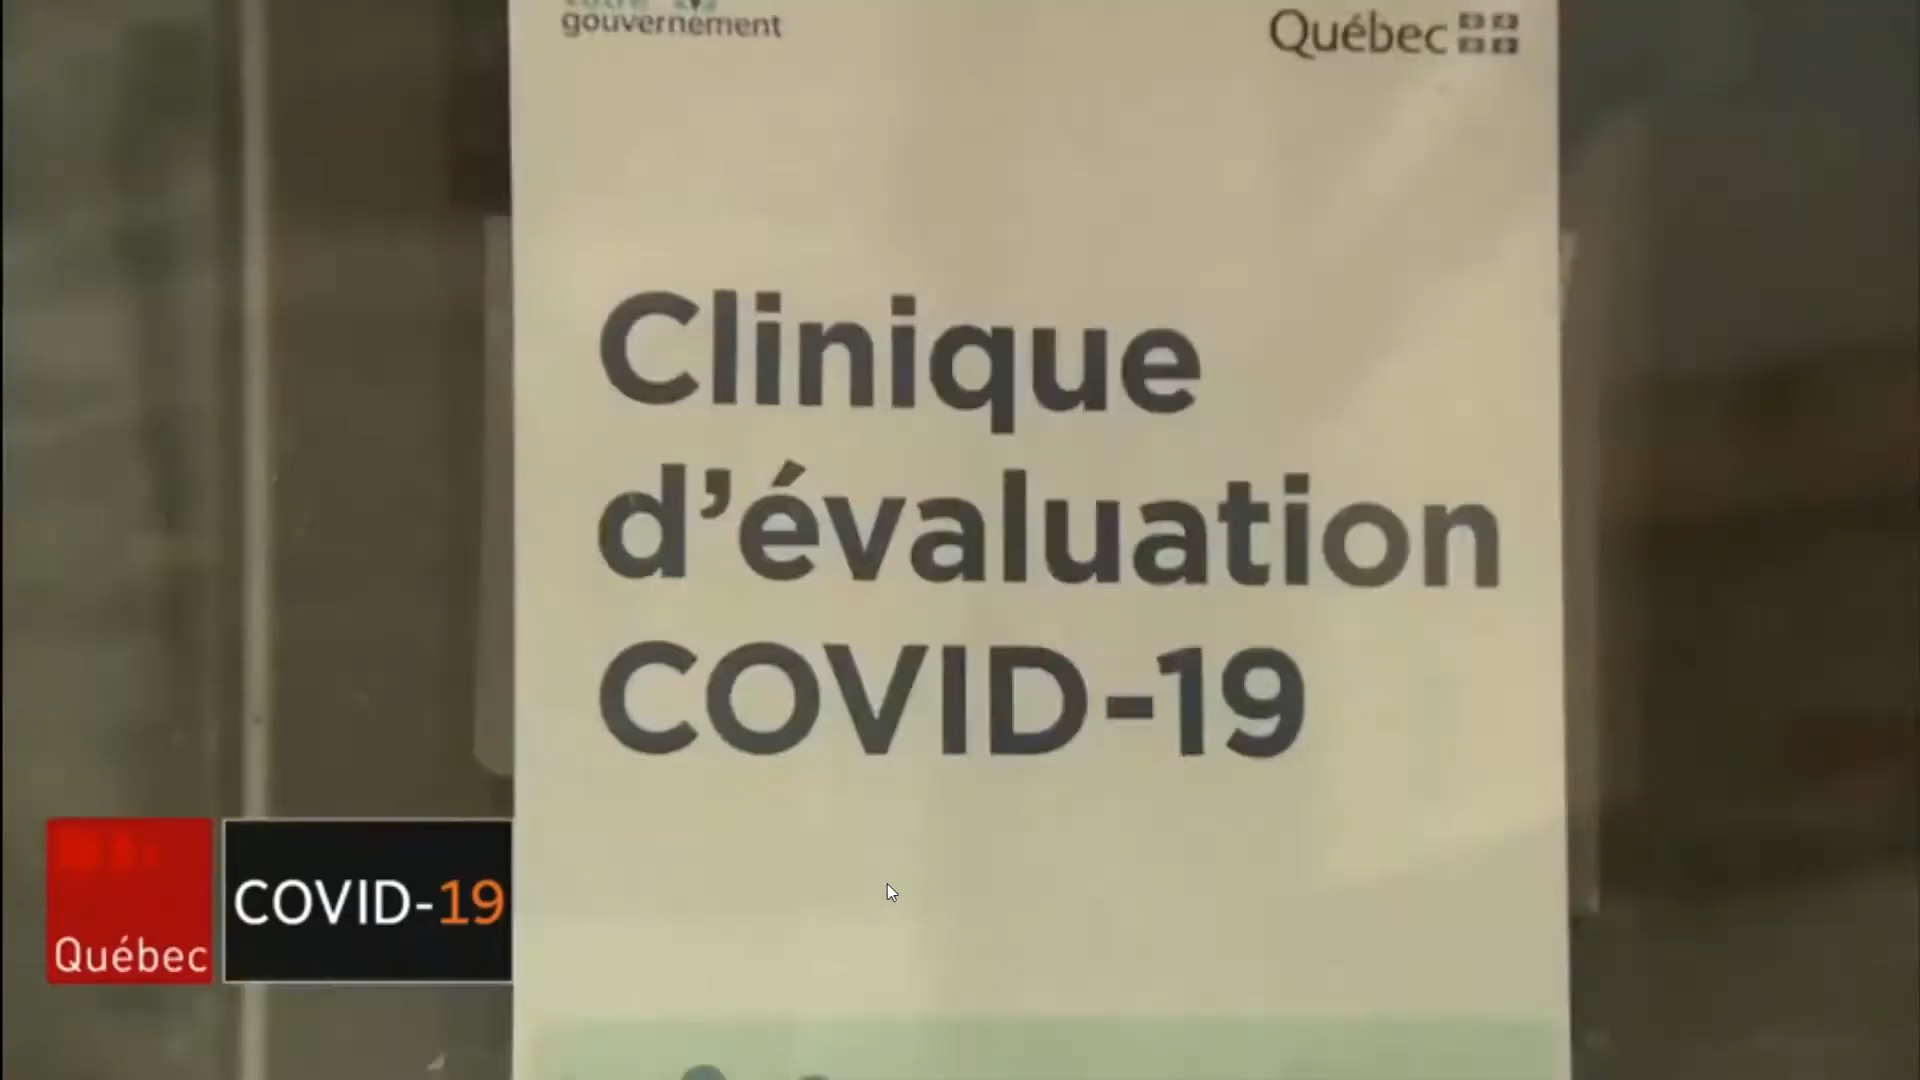 gouvernement
Québec
Clinique
d'évaluation
COVID-19
Québec
COVID-19